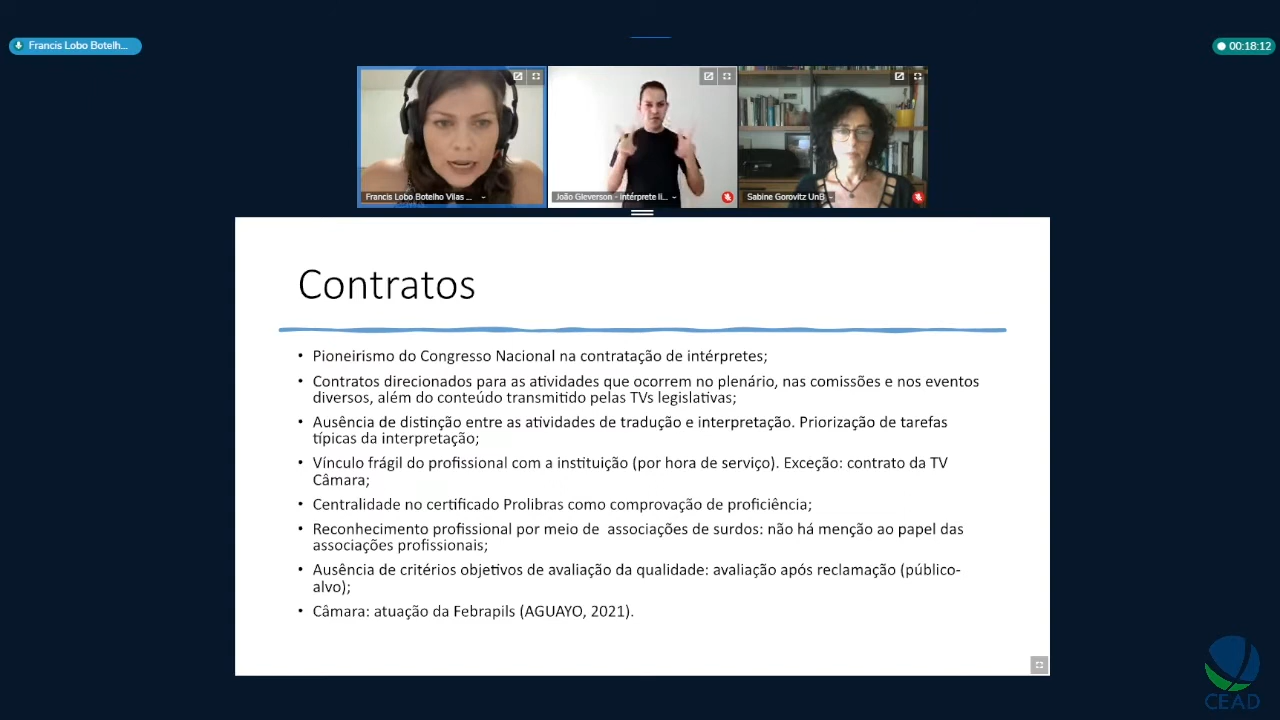 Francis Lobo Botelh...
00:18:12
Francis Lobo Botelho Vilas ...
João Gleverson - intérprete li...
Sabine Gorovitz UnB
Contratos
• Pioneirismo do Congresso Nacional na contratação de intérpretes;
• Contratos direcionados para as atividades que ocorrem no plenário, nas comissões e nos eventos
diversos, além do conteúdo transmitido pelas TVs legislativas;
• Ausência de distinção entre as atividades de tradução e interpretação. Priorização de tarefas
típicas da interpretação;
• Vínculo frágil do profissional com a instituição (por hora de serviço). Exceção: contrato da TV
Câmara;
• Centralidade no certificado Prolibras como comprovação de proficiência;
• Reconhecimento profissional por meio de associações de surdos: não há menção ao papel das
associações profissionais;
• Ausência de critérios objetivos de avaliação da qualidade: avaliação após reclamação (público-
alvo);
• Câmara: atuação da Febrapils (AGUAYO, 2021).
CEAD